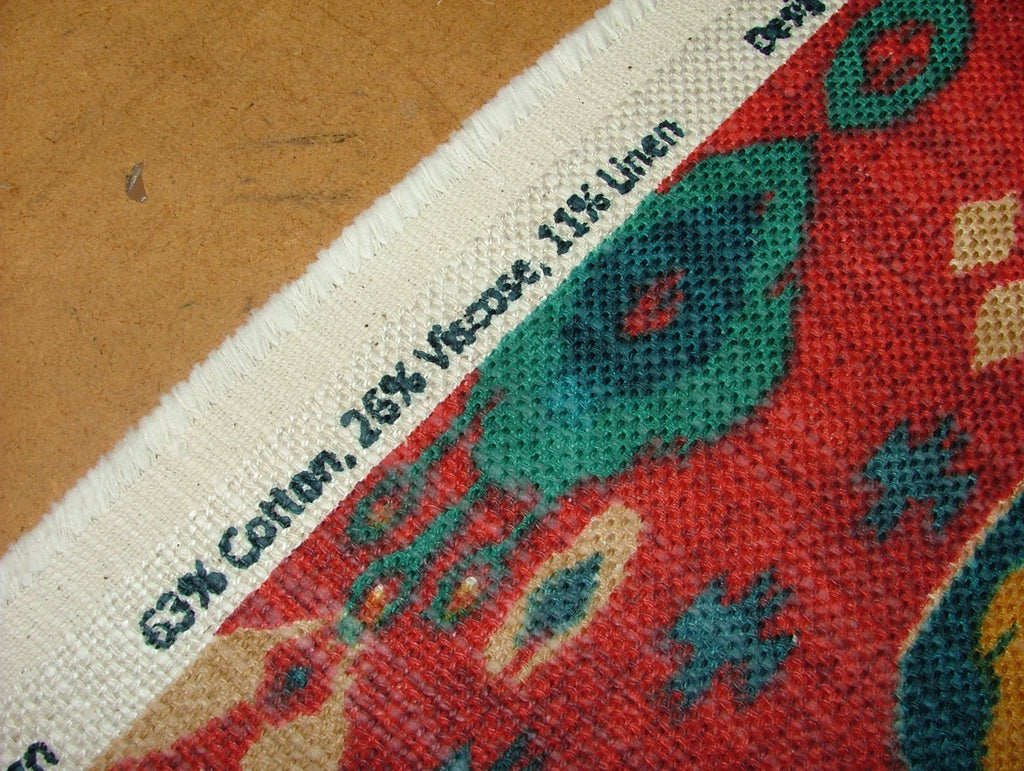 63% Cotton, 26% Viscose, 11% Linen